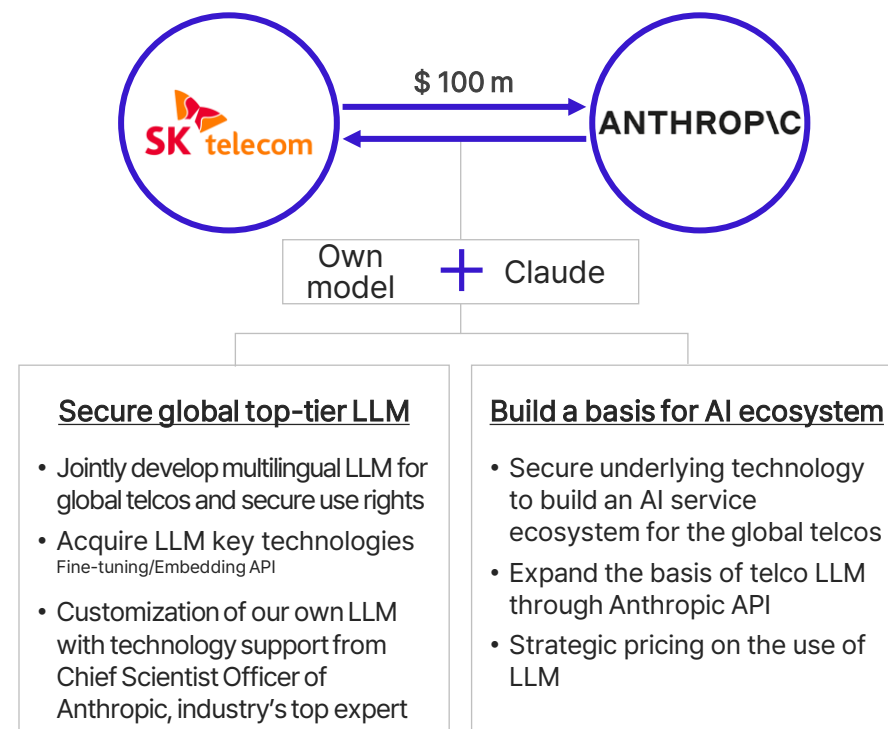 $ 100 m
SK telecom
ANTHROP\C
Own
model
+
Claude
Secure global top-tier LLM
• Jointly develop multilingual LLM for
global telcos and secure use rights
• Acquire LLM key technologies
Fine-tuning/Embedding API
• Customization of our own LLM
with technology support from
Chief Scientist Officer of
Anthropic, industry's top expert
Build a basis for AI ecosystem
• Secure underlying technology
to build an AI service
ecosystem for the global telcos
• Expand the basis of telco LLM
through Anthropic API
• Strategic pricing on the use of
LLM